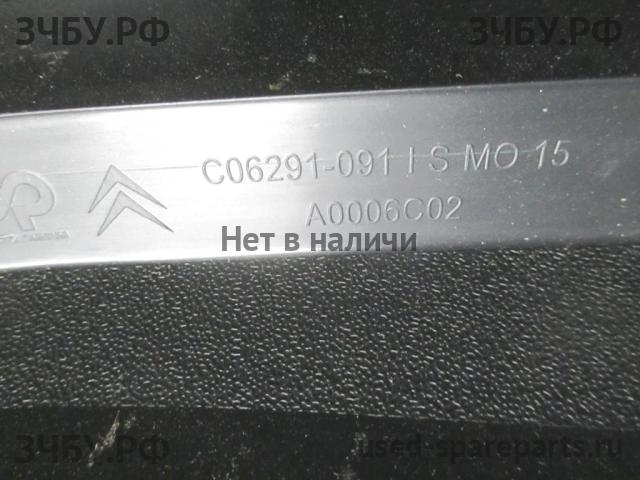 ЗЧБУ.РФ
ЗЧБУ.РФ
C06291-091 I S MO 15
A0006C02
Нет в наличи
ЗЧБУ.РФ
used-spareparts.ru